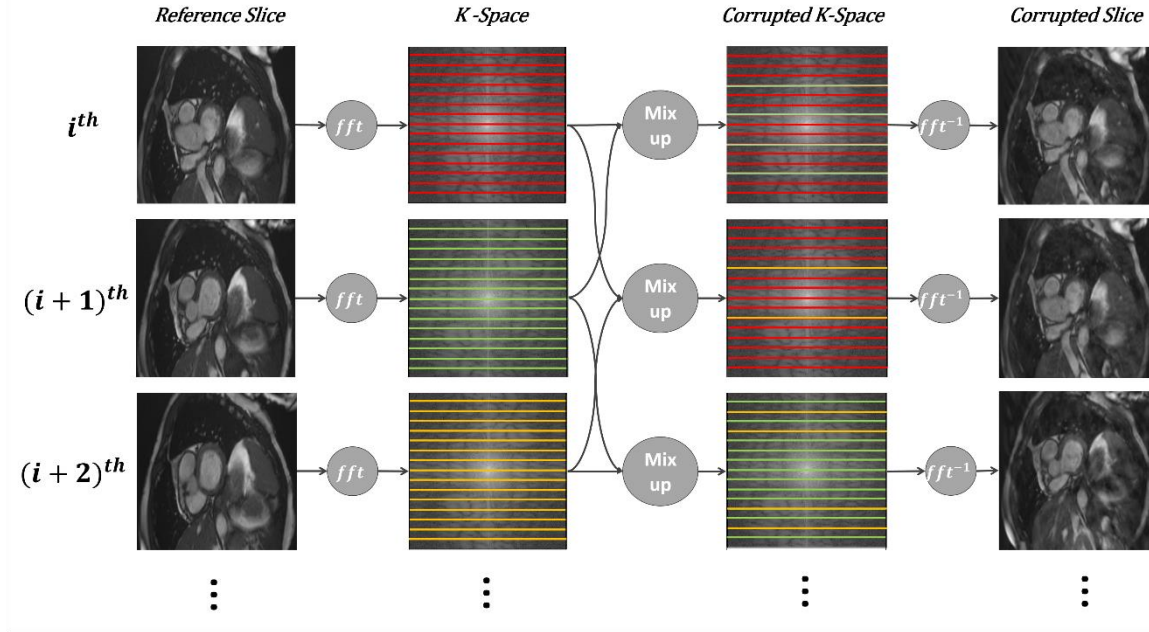 Reference Slice K -Space Corrupted K-Space Corrupted Slice
i^th fft Mix up fft^-1
(i + 1)^th fft Mix up fft^-1
(i + 2)^th fft Mix up fft^-1